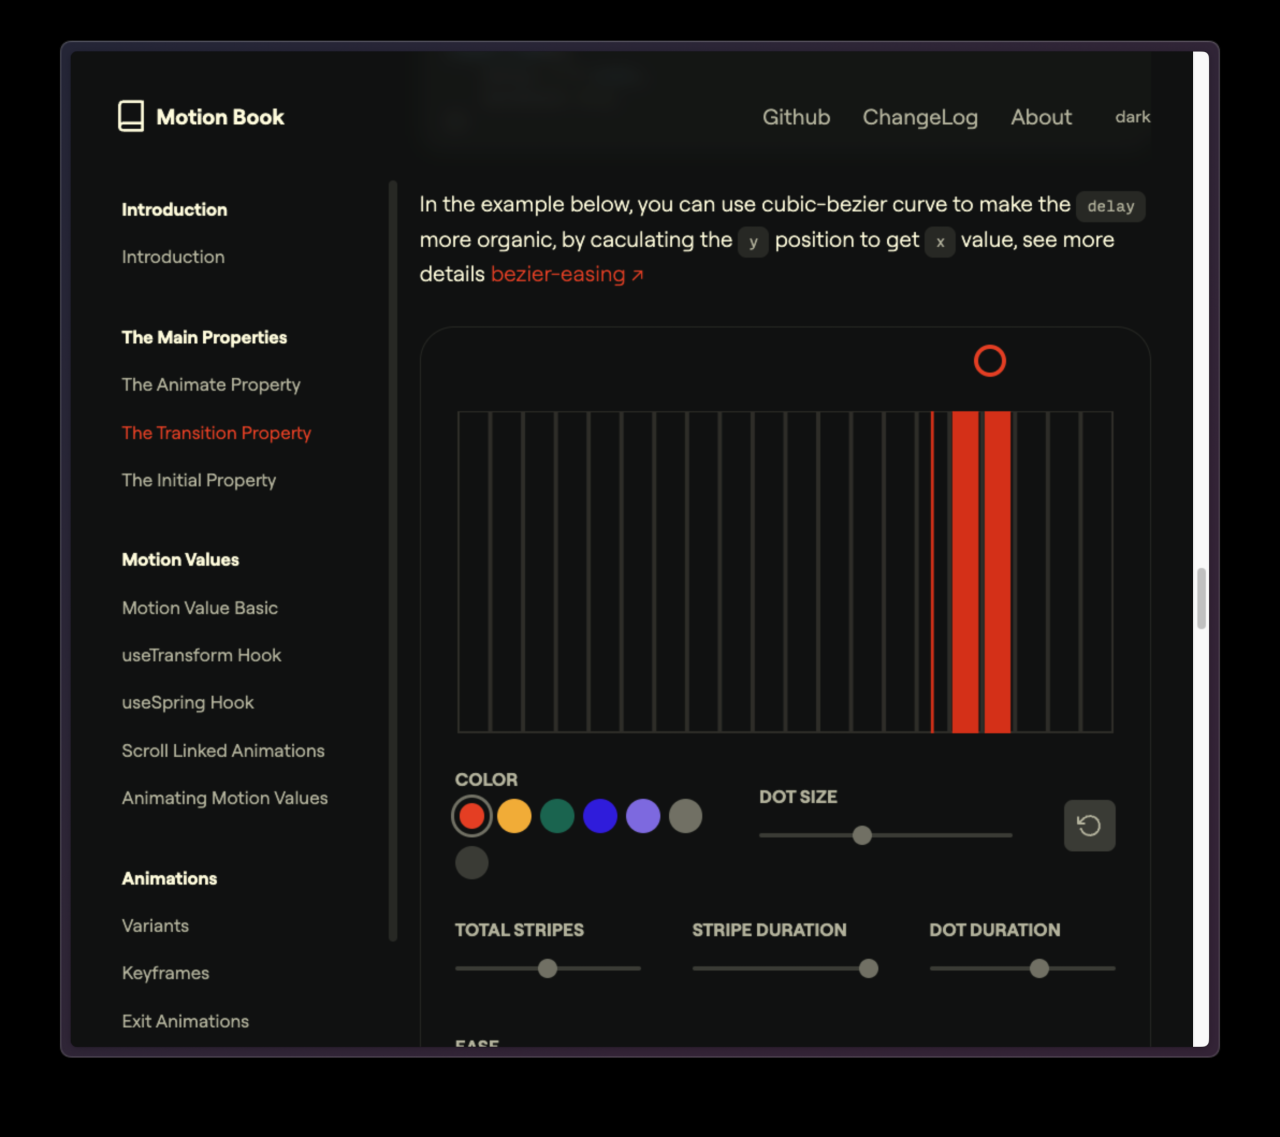 Motion Book
Github
ChangeLog
About
dark
Introduction
Introduction
The Main Properties
The Animate Property
The Transition Property
The Initial Property
Motion Values
Motion Value Basic
useTransform Hook
useSpring Hook
Scroll Linked Animations
Animating Motion Values
Animations
Variants
Keyframes
Exit Animations
In the example below, you can use cubic-bezier curve to make the delay
more organic, by caculating the y position to get x value, see more
details bezier-easing ↗
COLOR
DOT SIZE
TOTAL STRIPES
STRIPE DURATION
DOT DURATION
EASE